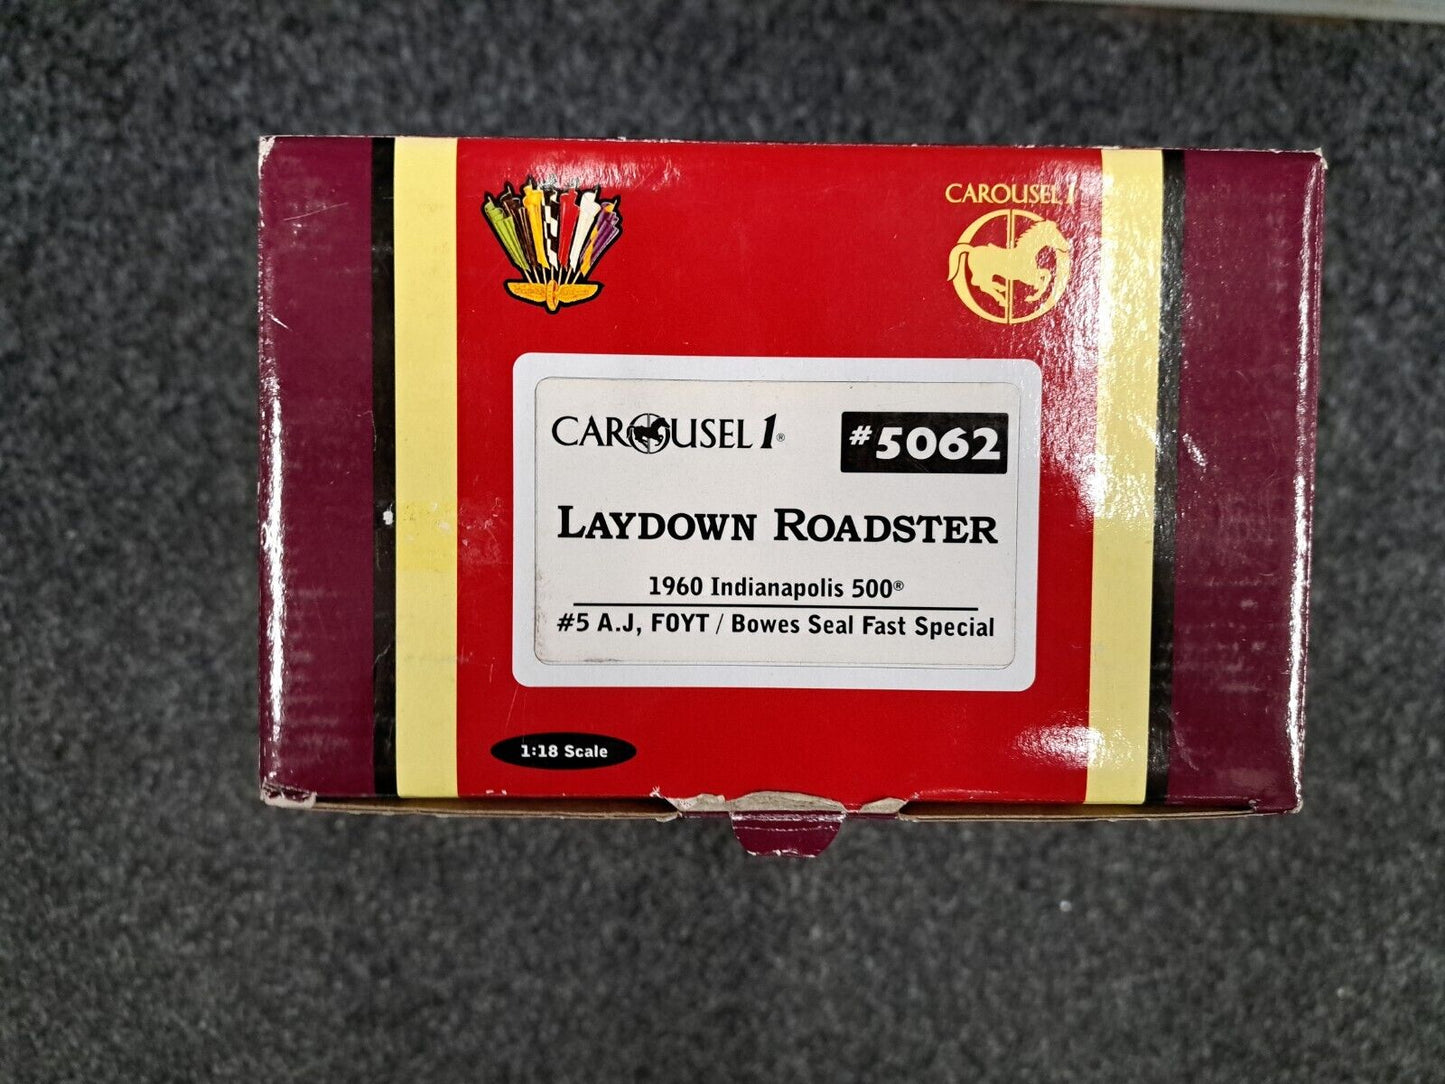 CAROUSEL 1
CAROUSEL 1®
#5062
LAYDOWN ROADSTER
1960 Indianapolis 500®
#5 A.J, FOYT / Bowes Seal Fast Special
1:18 Scale